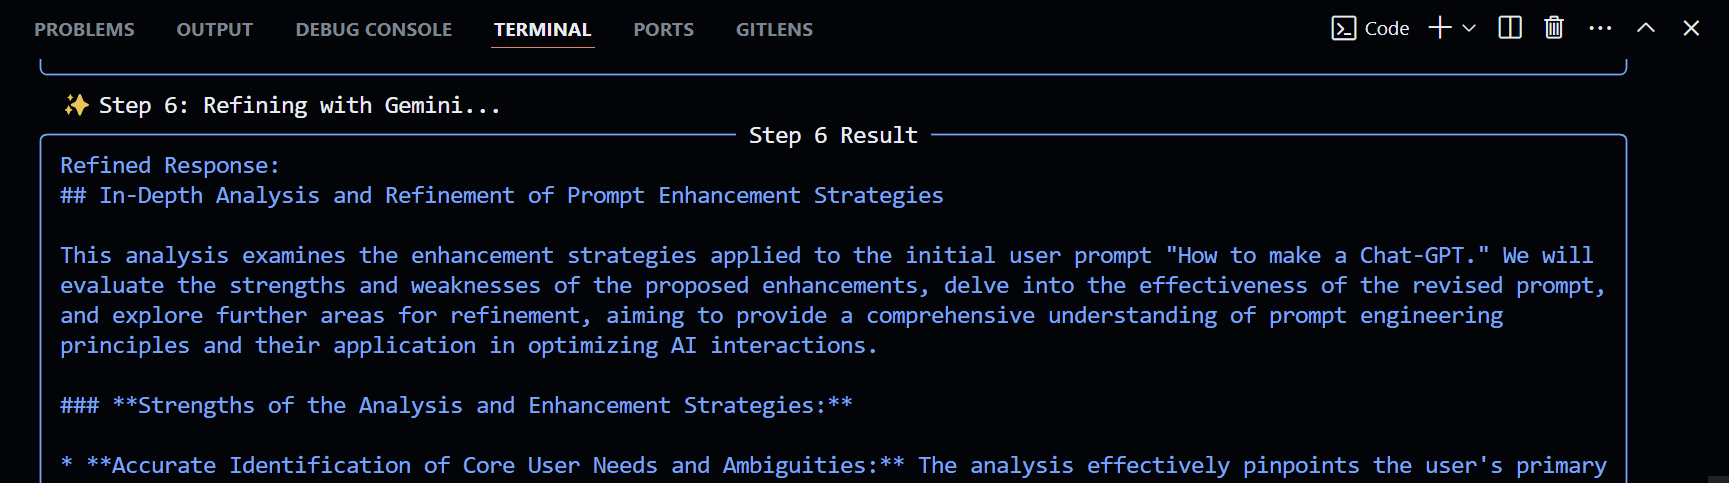 PROBLEMS OUTPUT DEBUG CONSOLE TERMINAL PORTS GITLENS Code
✨ Step 6: Refining with Gemini...
Step 6 Result
Refined Response:
## In-Depth Analysis and Refinement of Prompt Enhancement Strategies
This analysis examines the enhancement strategies applied to the initial user prompt "How to make a Chat-GPT." We will
evaluate the strengths and weaknesses of the proposed enhancements, delve into the effectiveness of the revised prompt,
and explore further areas for refinement, aiming to provide a comprehensive understanding of prompt engineering
principles and their application in optimizing AI interactions.
### **Strengths of the Analysis and Enhancement Strategies:**
* **Accurate Identification of Core User Needs and Ambiguities:** The analysis effectively pinpoints the user's primary